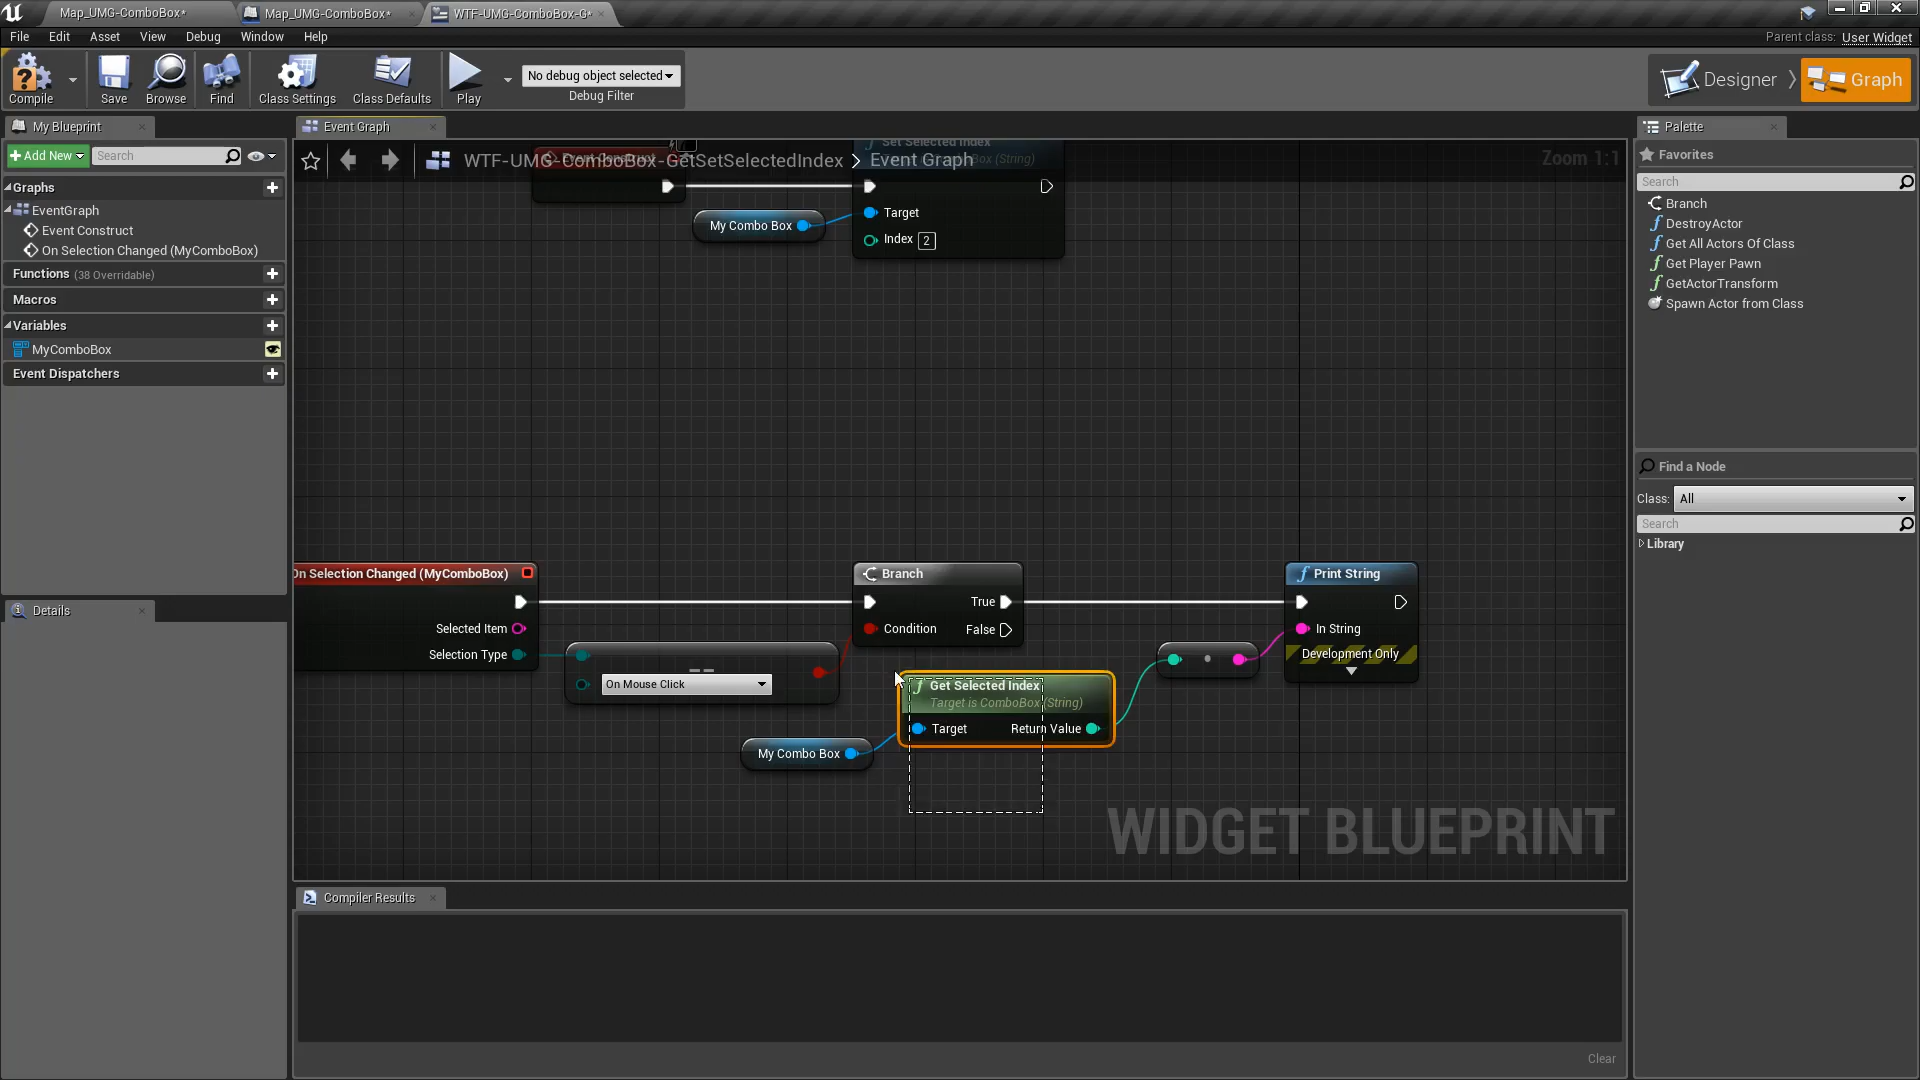 Map_UMG-ComboBox*
Map_UMG-ComboBox*
WTF-UMG-ComboBox-G*
File Edit Asset View Debug Window Help
Parent class: User Widget
Compile
Save
Browse
Find
Class Settings
Class Defaults
Play
No debug object selected
Debug Filter
Designer
Graph
My Blueprint
Add New
Search
Graphs
EventGraph
Event Construct
On Selection Changed (MyComboBox)
Functions (38 Overridable)
Macros
Variables
MyComboBox
Event Dispatchers
Details
Event Graph
WTF-UMG-ComboBox-GetSetSelectedIndex > Event Graph
Zoom 1:1
Event Construct
Set Selected Index
Box (String)
Target
Index 2
My Combo Box
On Selection Changed (MyComboBox)
Selected Item
Selection Type
On Mouse Click
Branch
True
Condition
False
Get Selected Index
Target is ComboBox (String)
Target
Return Value
My Combo Box
Print String
In String
Development Only
WIDGET BLUEPRINT
Compiler Results
Clear
Palette
Favorites
Search
Branch
DestroyActor
Get All Actors Of Class
Get Player Pawn
GetActorTransform
Spawn Actor from Class
Find a Node
Class: All
Search
Library